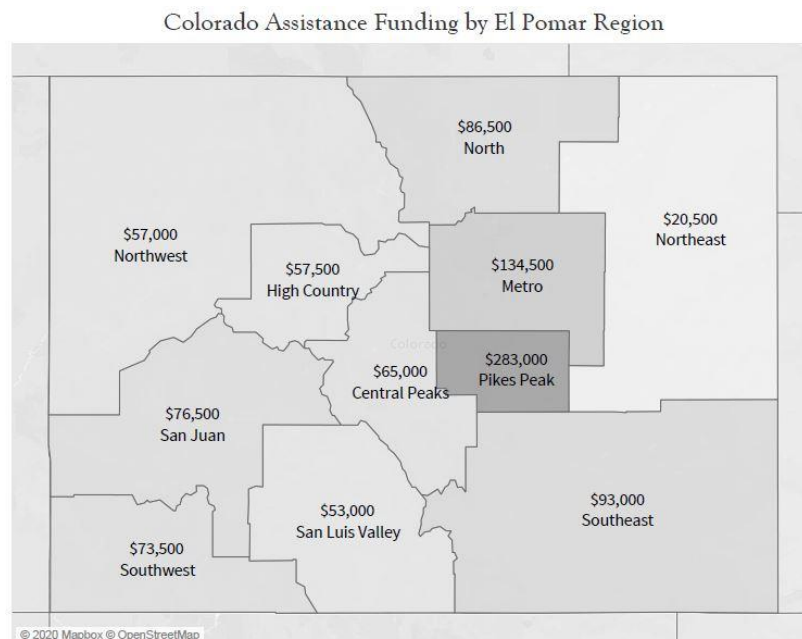 Colorado Assistance Funding by El Pomar Region
$86,500
North
$20,500
Northeast
$57,000
Northwest
$57,500
High Country
$134,500
Metro
Colorado
$283,000
Pikes Peak
$65,000
Central Peaks
$76,500
San Juan
$93,000
Southeast
$53,000
San Luis Valley
$73,500
Southwest
© 2020 Mapbox © OpenStreetMap